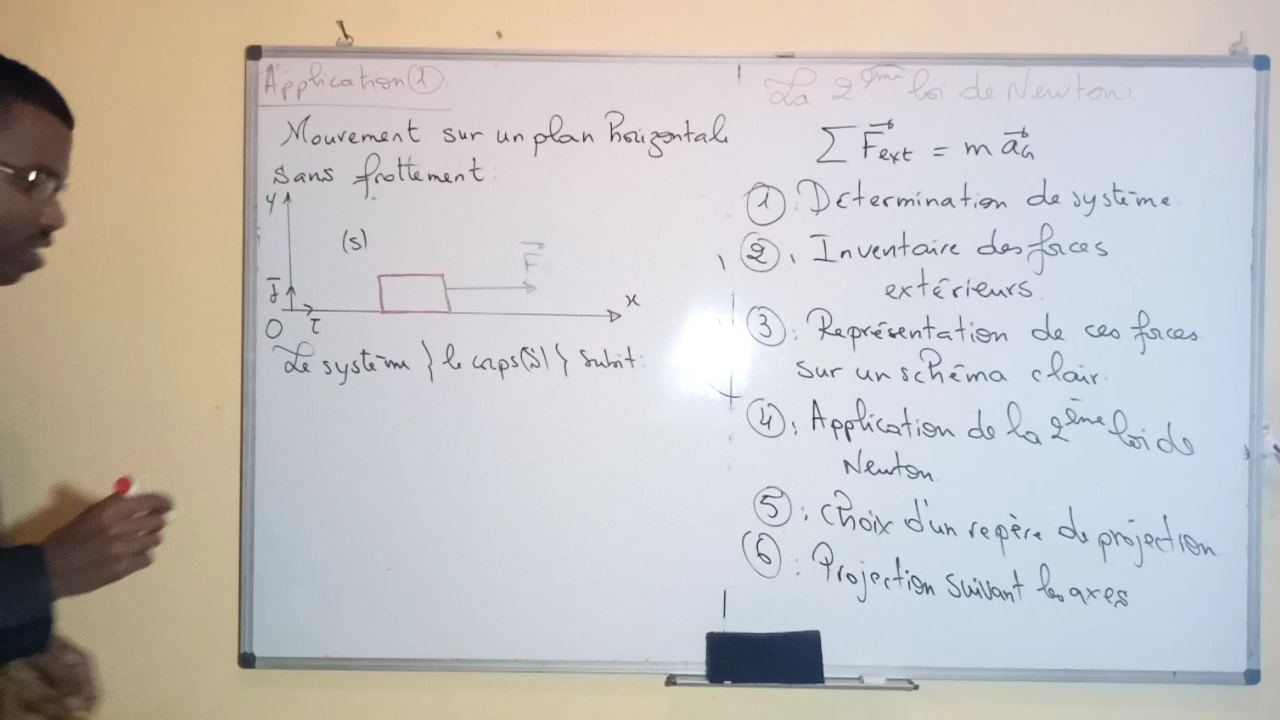 Application ①.
Mouvement sur un plan horizontale
sans frottement:
y
(s)
F
j
x
O i
Le système } le corps(S) } subit:
La 2ème loi de Newton:
∑ F⃗ext = m a⃗G
①: Determination de système.
②: Inventaire des forces
extérieurs.
③: Représentation de ces forces
sur un schéma clair.
④: Application de la 2ème loi de
Newton.
⑤: Choix d'un repère de projection
⑥: Projection suivant les axes